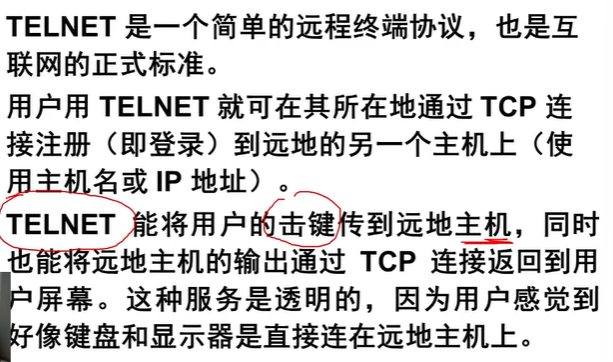 TELNET 是一个简单的远程终端协议，也是互
联网的正式标准。
用户用 TELNET 就可在其所在地通过 TCP 连
接注册（即登录）到远地的另一个主机上（使
用主机名或 IP 地址）。
TELNET 能将用户的击键传到远地主机，同时
也能将远地主机的输出通过 TCP 连接返回到用
户屏幕。这种服务是透明的，因为用户感觉到
好像键盘和显示器是直接连在远地主机上。